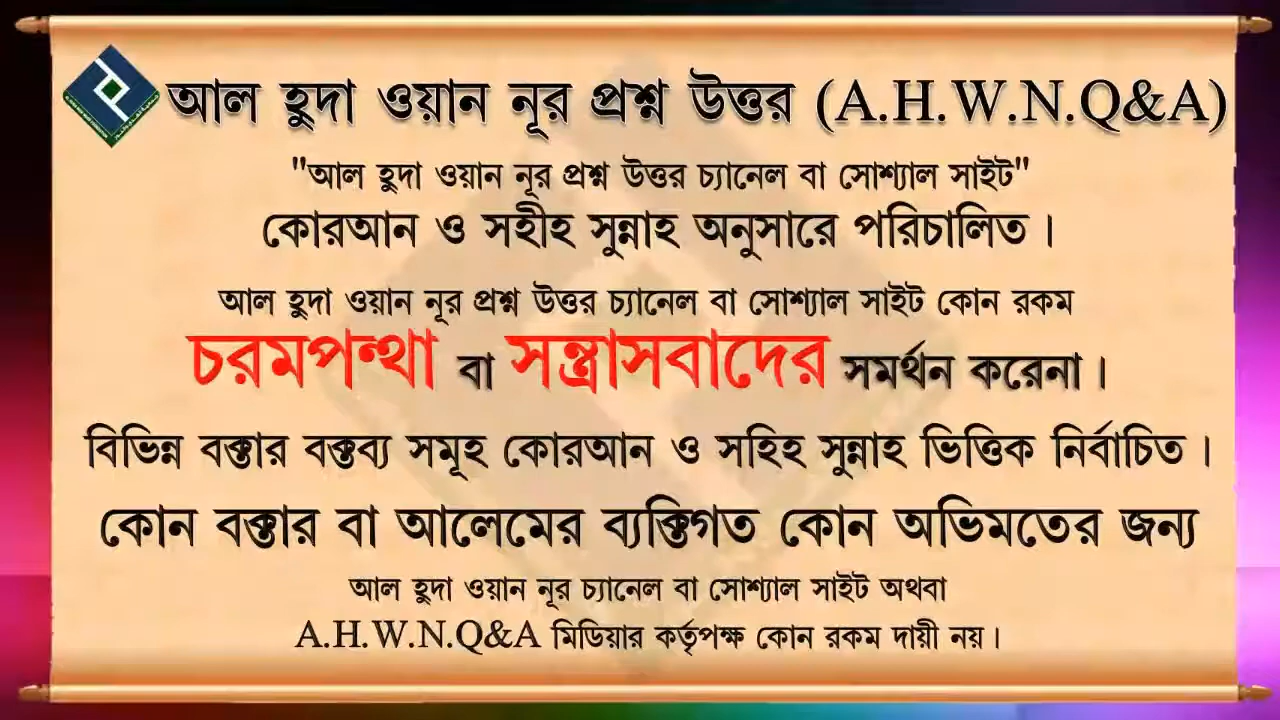 আল হুদা ওয়ান নূর প্রশ্ন উত্তর (A.H.W.N.Q&A)
"আল হুদা ওয়ান নূর প্রশ্ন উত্তর চ্যানেল বা সোশ্যাল সাইট"
কোরআন ও সহীহ সুন্নাহ অনুসারে পরিচালিত।
আল হুদা ওয়ান নূর প্রশ্ন উত্তর চ্যানেল বা সোশ্যাল সাইট কোন রকম
চরমপন্থা বা সন্ত্রাসবাদের সমর্থন করেনা।
বিভিন্ন বক্তার বক্তব্য সমূহ কোরআন ও সহিহ সুন্নাহ ভিত্তিক নির্বাচিত।
কোন বক্তার বা আলেমের ব্যক্তিগত কোন অভিমতের জন্য
আল হুদা ওয়ান নূর চ্যানেল বা সোশ্যাল সাইট অথবা
A.H.W.N.Q&A মিডিয়ার কর্তৃপক্ষ কোন রকম দায়ী নয়।